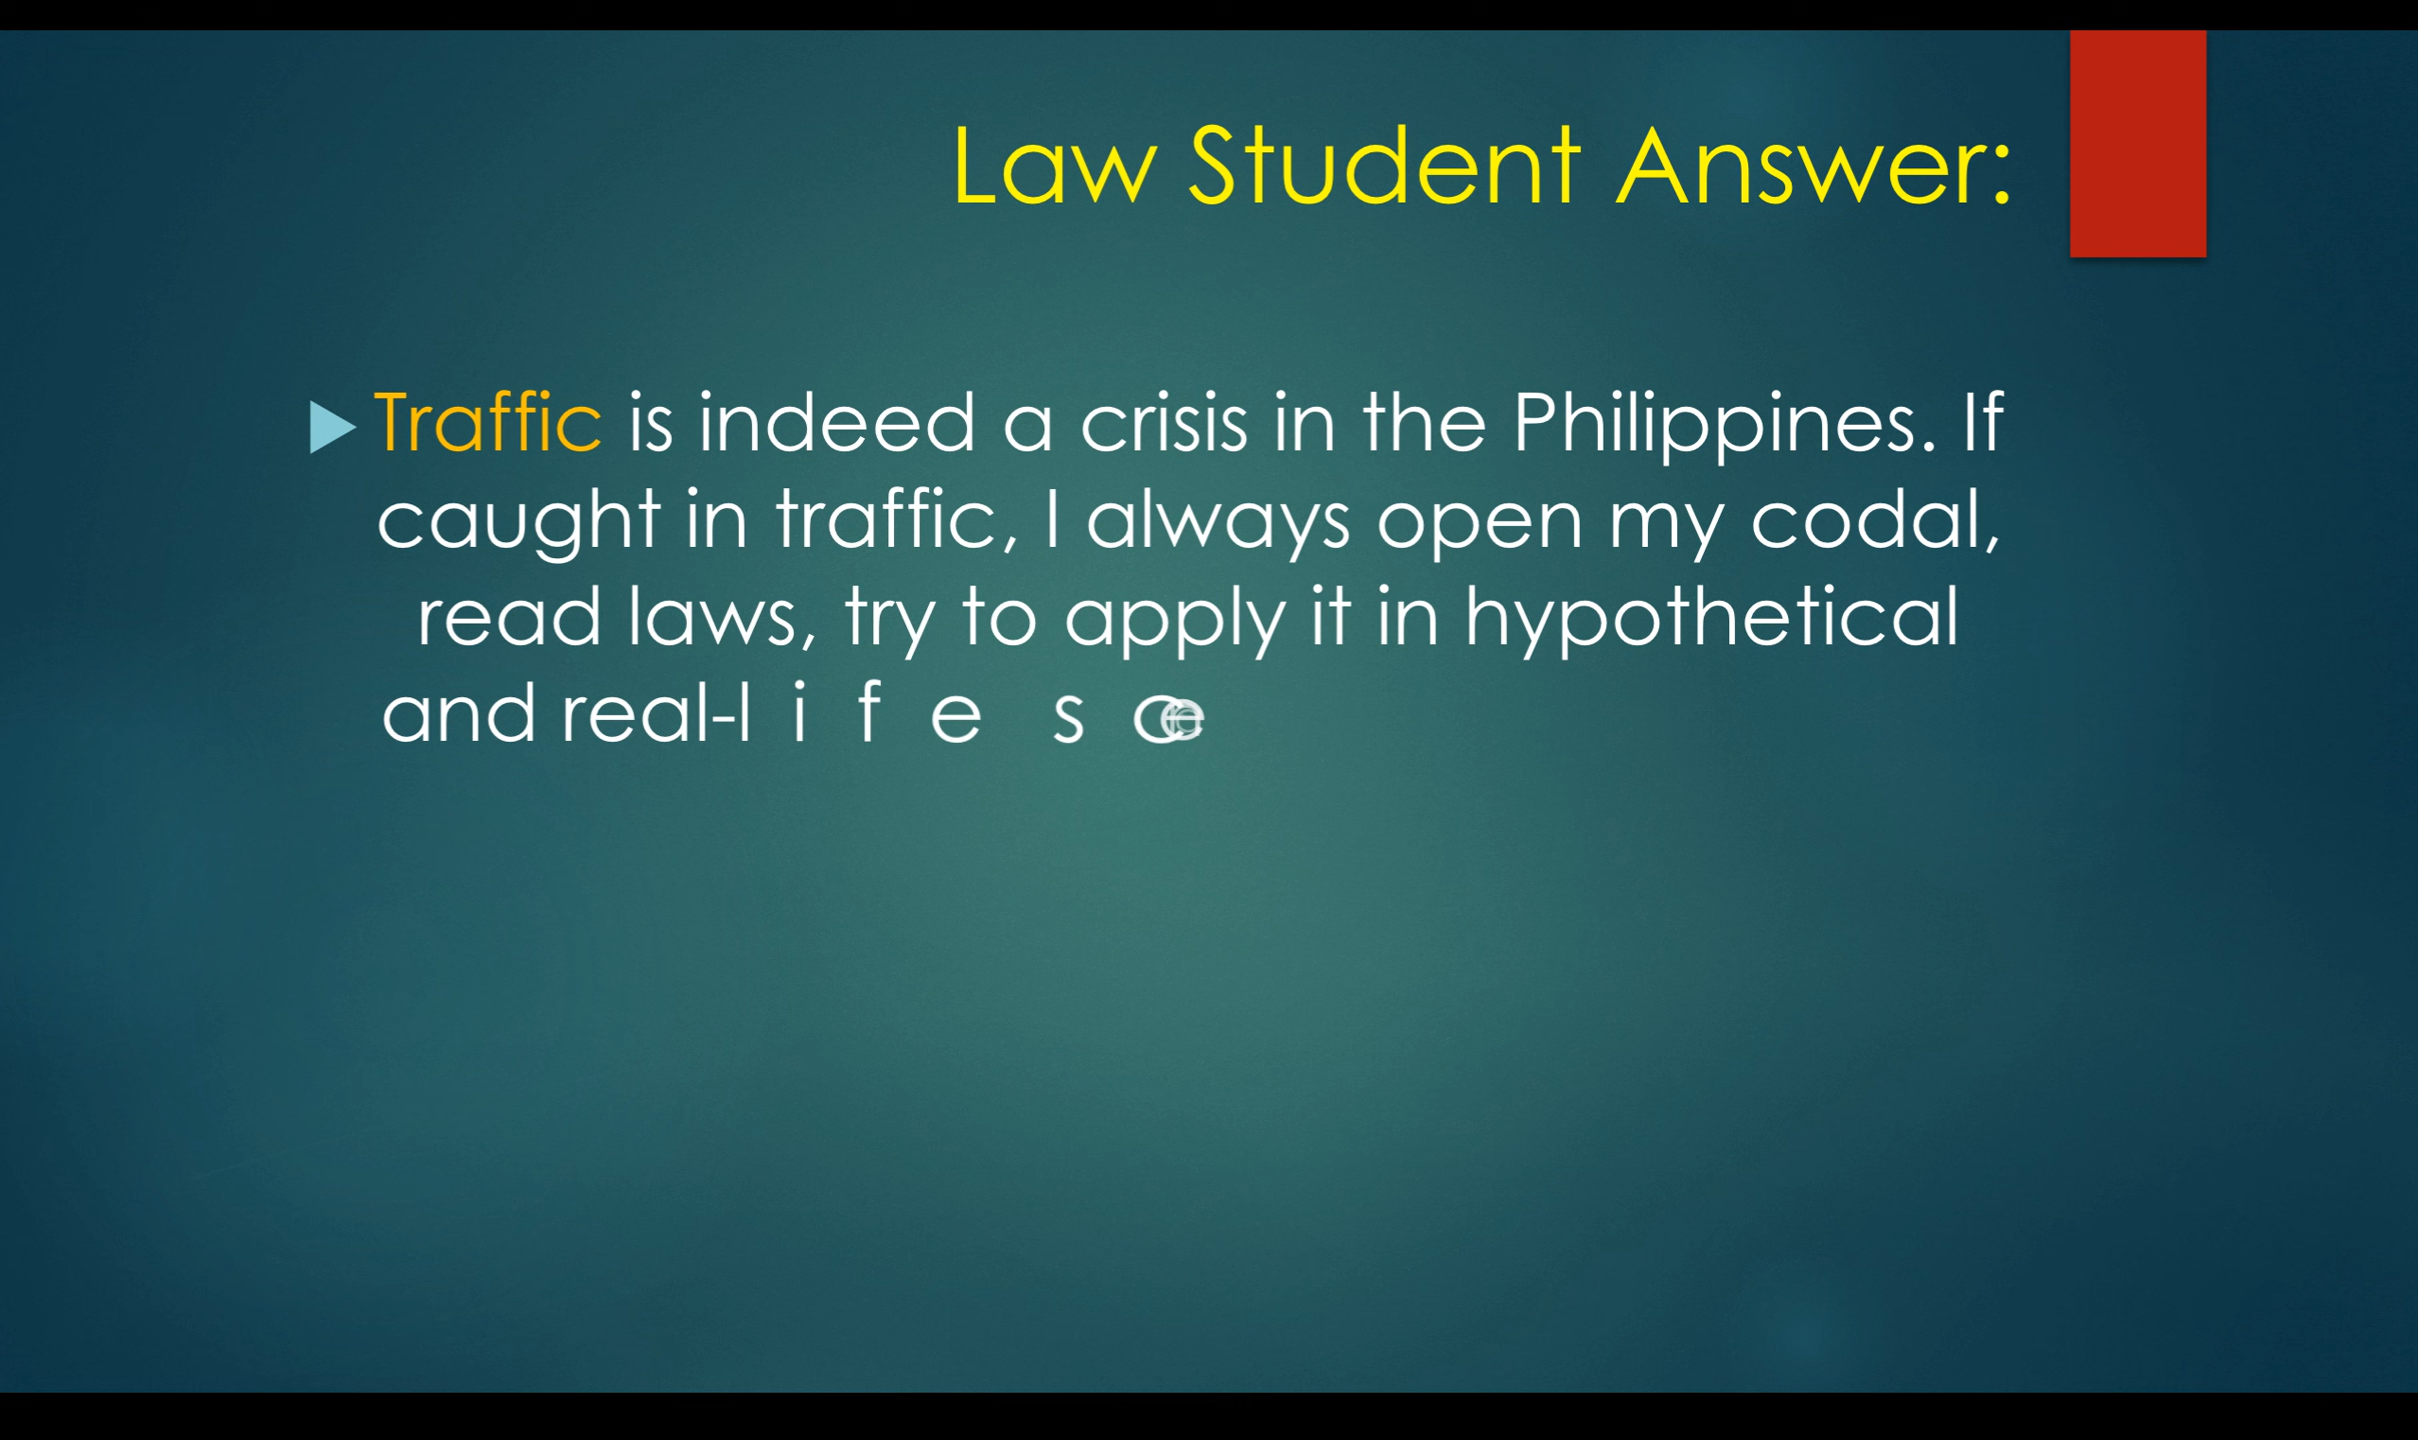 Law Student Answer:
Traffic is indeed a crisis in the Philippines. If
caught in traffic, I always open my codal,
read laws, try to apply it in hypothetical
and real-life